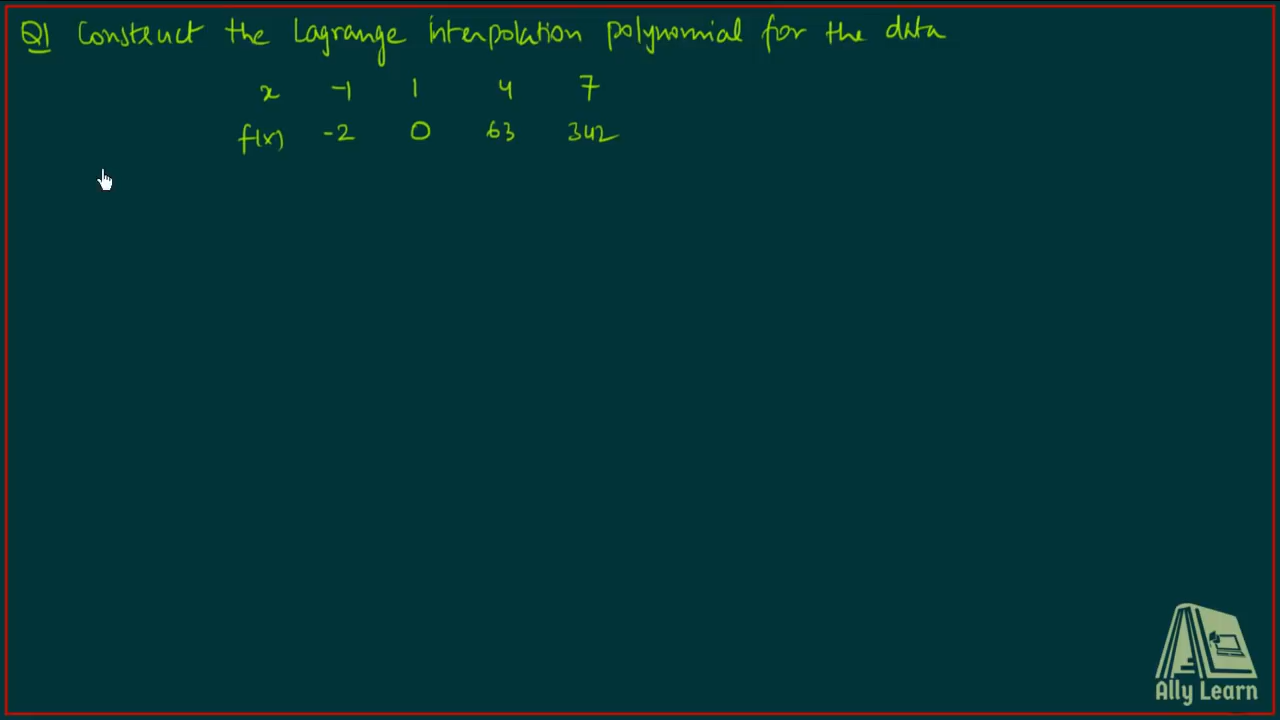 Q1 Construct the Lagrange interpolation polynomial for the data
x -1 1 4 7
f(x) -2 0 63 342
Ally Learn